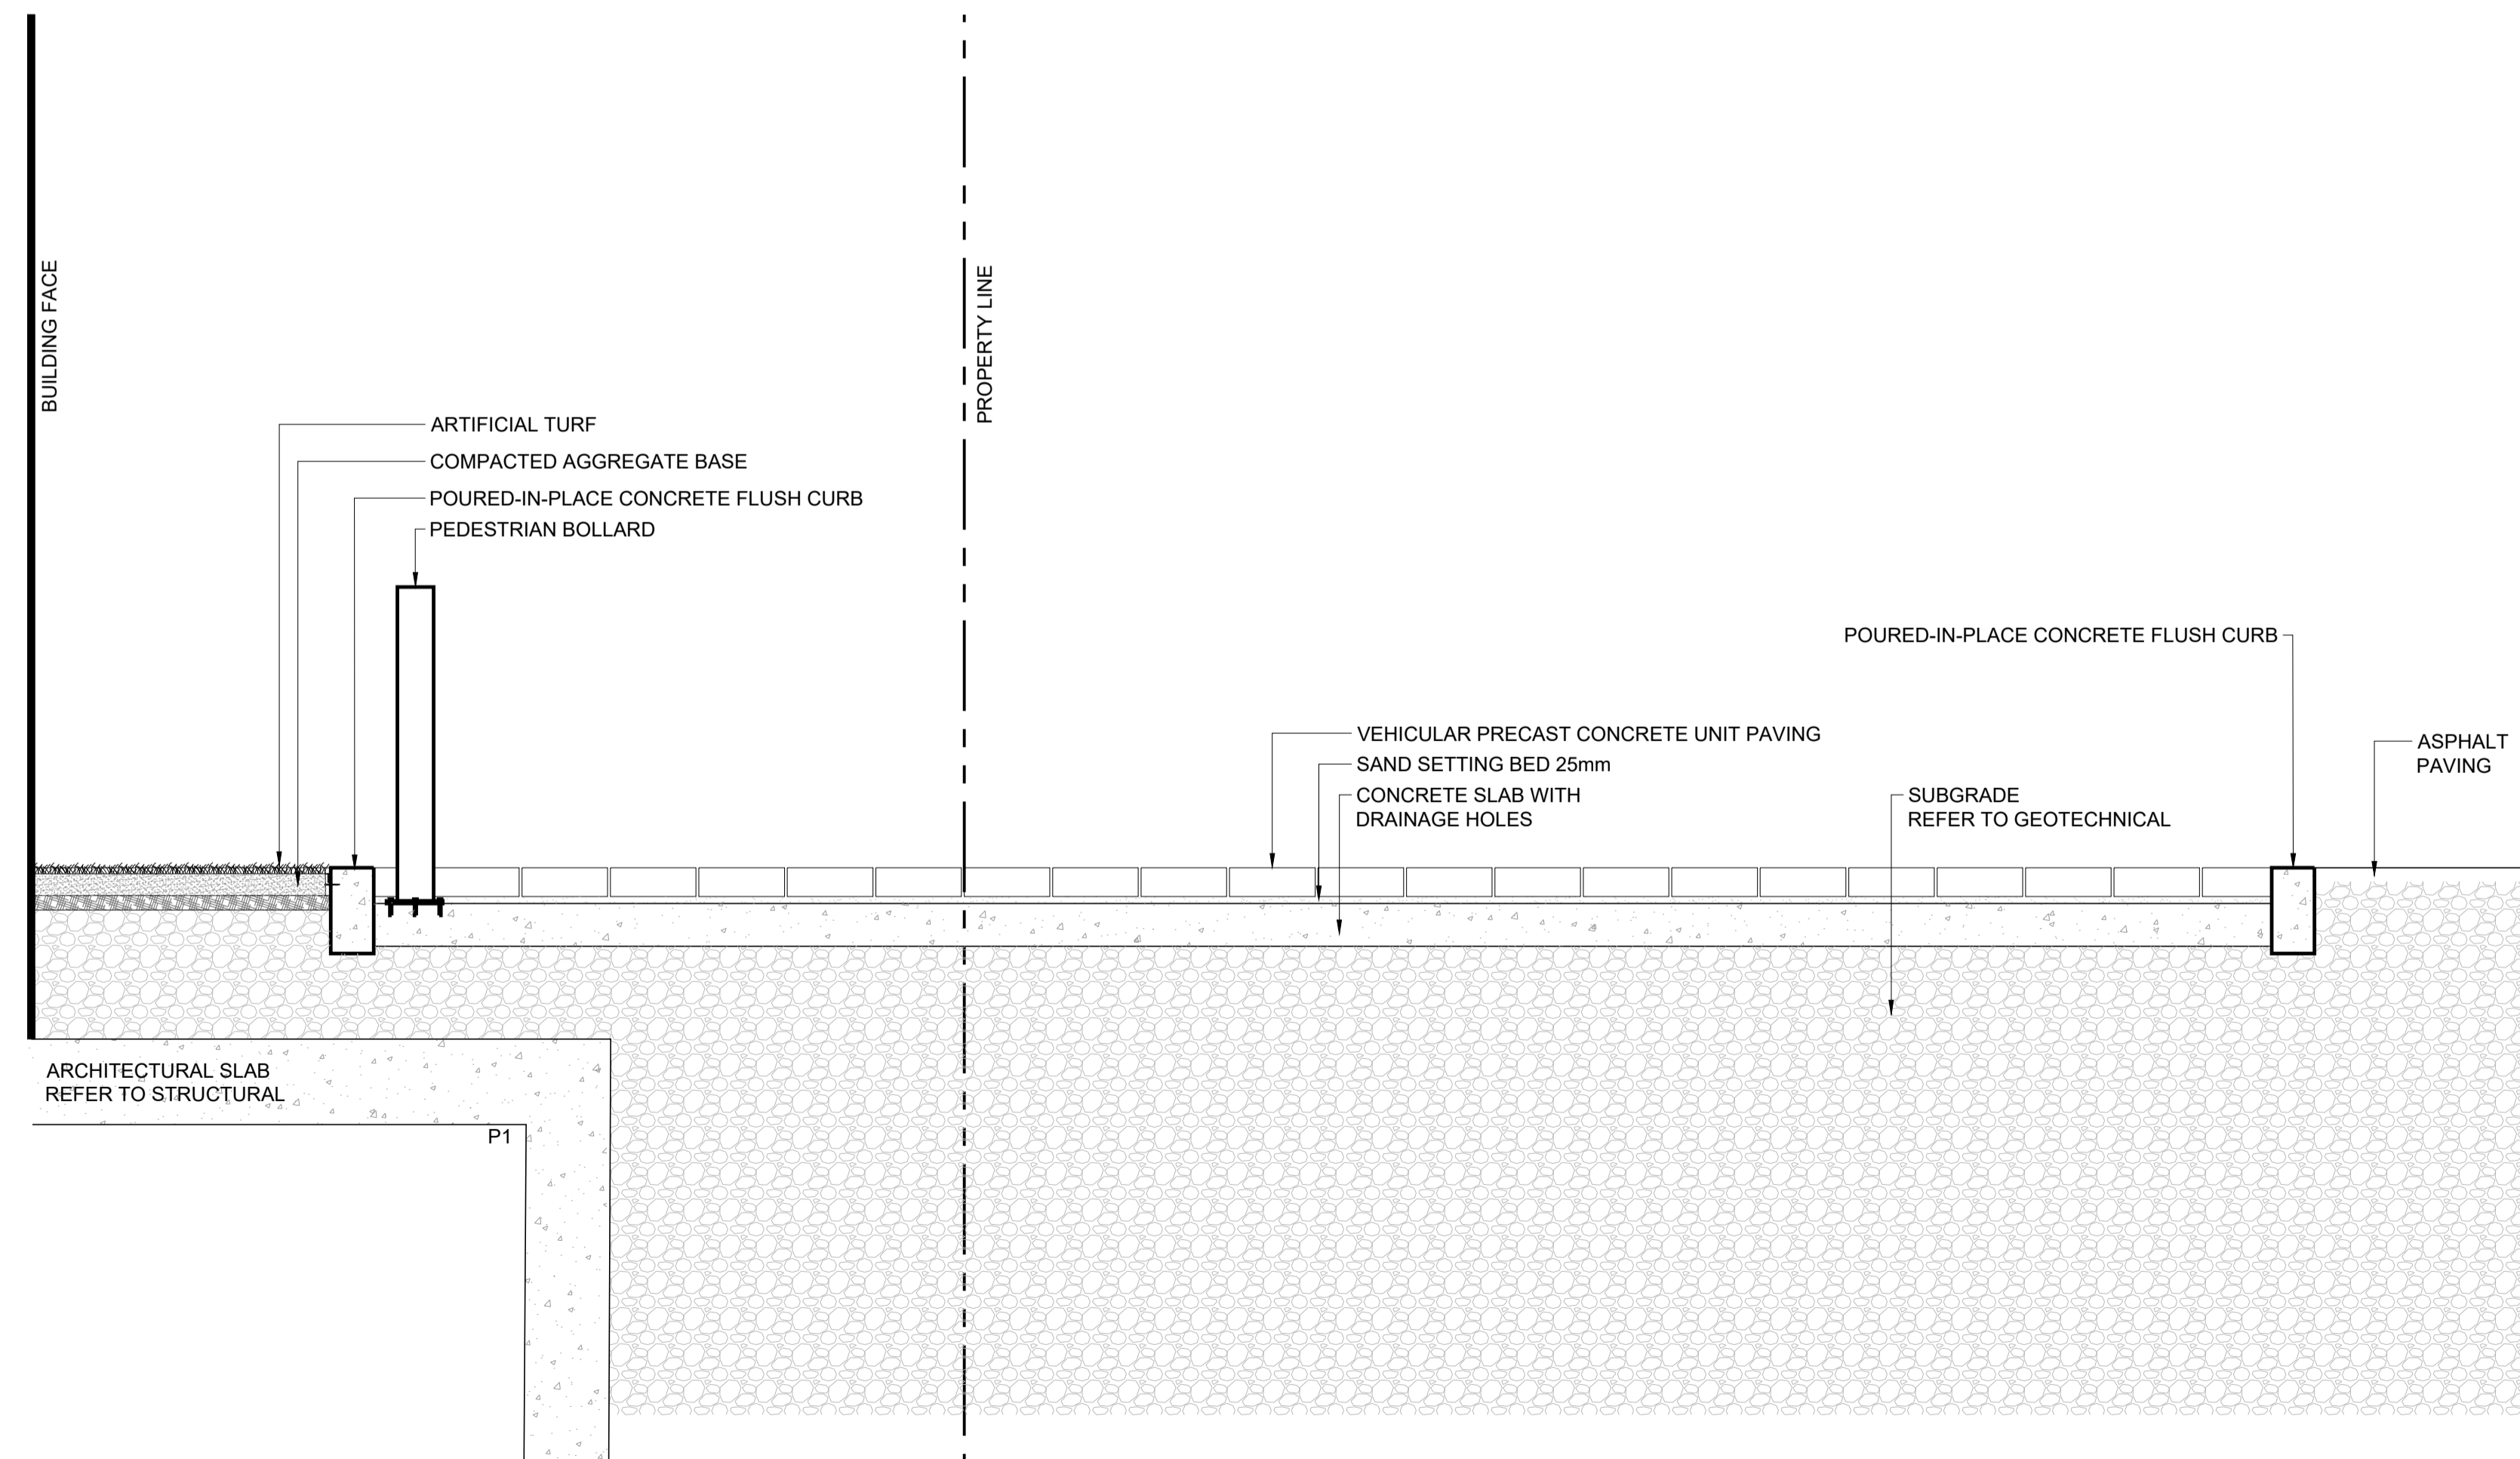 BUILDING FACE
PROPERTY LINE
ARTIFICIAL TURF
COMPACTED AGGREGATE BASE
POURED-IN-PLACE CONCRETE FLUSH CURB
PEDESTRIAN BOLLARD
POURED-IN-PLACE CONCRETE FLUSH CURB
VEHICULAR PRECAST CONCRETE UNIT PAVING
SAND SETTING BED 25mm
CONCRETE SLAB WITH
DRAINAGE HOLES
SUBGRADE
REFER TO GEOTECHNICAL
ASPHALT
PAVING
ARCHITECTURAL SLAB
REFER TO STRUCTURAL
P1